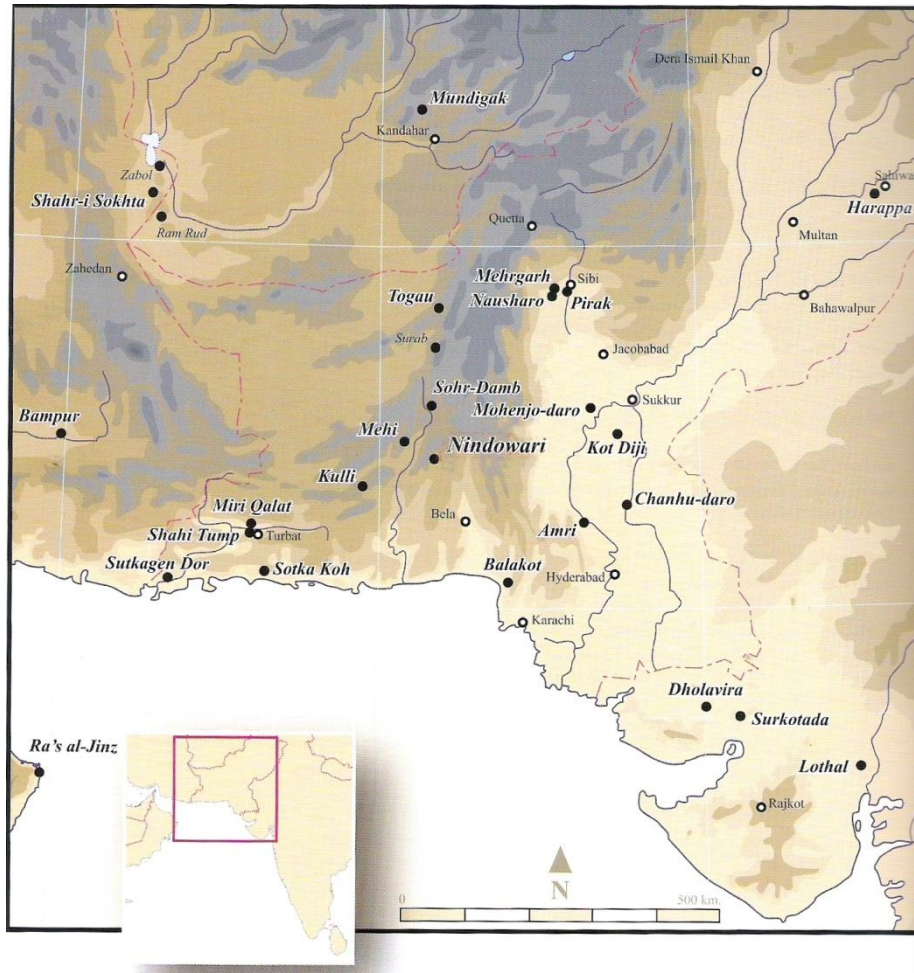 Dera Ismail Khan
Mundigak
Kandahar
Zabol
Shahr-i Sokhta
Ram Rud
Sahiwa
Harappa
Quetta
Multan
Zahedan
Mehrgarh
Sibi
Nausharo
Pirak
Bahawalpur
Togau
Surab
Jacobabad
Sohr-Damb
Sukkur
Mohenjo-daro
Bampur
Mehi
Nindowari
Kot Diji
Kulli
Miri Qalat
Chanhu-daro
Bela
Amri
Shahi Tump
Turbat
Sutkagen Dor
Sotka Koh
Balakot
Hyderabad
Karachi
Dholavira
Surkotada
Ra's al-Jinz
Lothal
Rajkot
N
0 500 km.